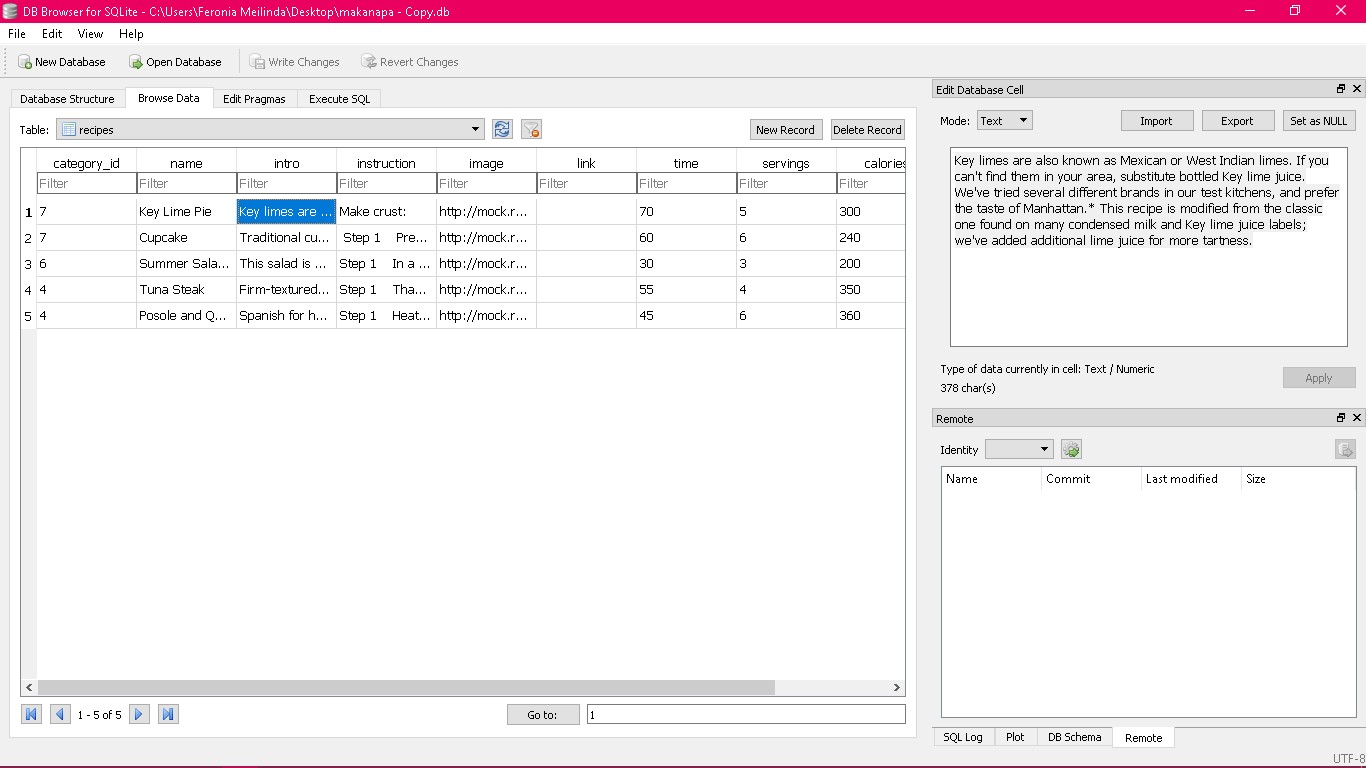 DB Browser for SQLite - C:\Users\Feronia Meilinda\Desktop\makanapa - Copy.db
File Edit View Help
New Database Open Database Write Changes Revert Changes
Database Structure Browse Data Edit Pragmas Execute SQL
Table: recipes New Record Delete Record
category_id name intro instruction image link time servings calories
Filter Filter Filter Filter Filter Filter Filter Filter Filter
1 7 Key Lime Pie Key limes are ... Make crust: http://mock.r... 70 5 300
2 7 Cupcake Traditional cu... Step 1 Pre... http://mock.r... 60 6 240
3 6 Summer Sala... This salad is ... Step 1 In a ... http://mock.r... 30 3 200
4 4 Tuna Steak Firm-textured... Step 1 Tha... http://mock.r... 55 4 350
5 4 Posole and Q... Spanish for h... Step 1 Heat... http://mock.r... 45 6 360
1 - 5 of 5 Go to: 1
Edit Database Cell
Mode: Text Import Export Set as NULL
Key limes are also known as Mexican or West Indian limes. If you
can't find them in your area, substitute bottled Key lime juice.
We've tried several different brands in our test kitchens, and prefer
the taste of Manhattan.* This recipe is modified from the classic
one found on many condensed milk and Key lime juice labels;
we've added additional lime juice for more tartness.
Type of data currently in cell: Text / Numeric
378 char(s)
Apply
Remote
Identity
Name Commit Last modified Size
SQL Log Plot DB Schema Remote
UTF-8